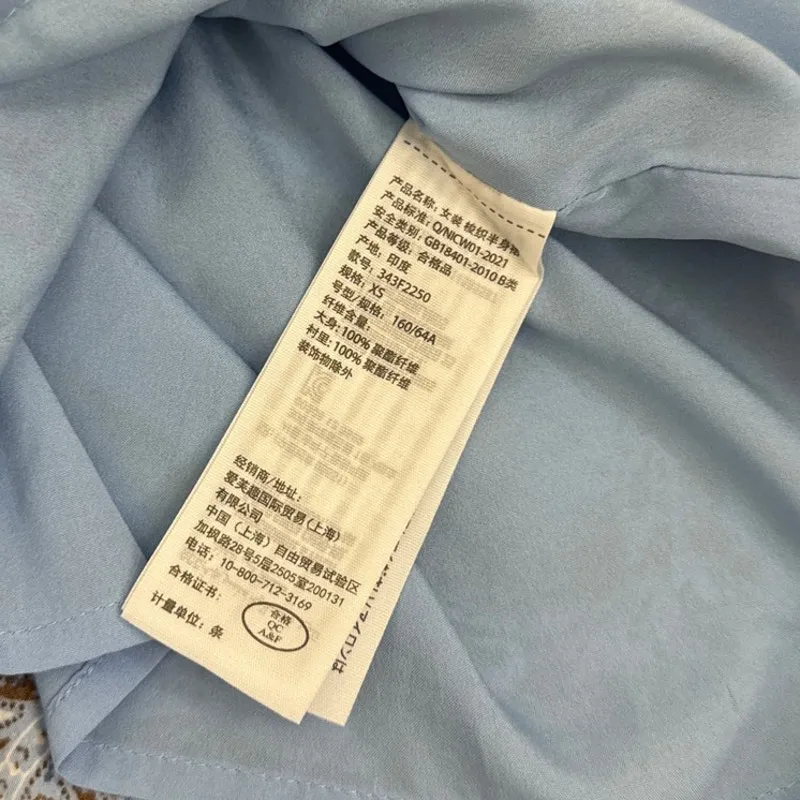 产品名称: 女装 梭织半身裙
产品标准: Q/NICW01-2021
安全类别: GB18401-2010 B类
产品等级: 合格品
产地: 印度
款号: 343F2250
规格: XS
号型/规格: 160/64A
纤维含量:
大身: 100% 聚酯纤维
衬里: 100% 聚酯纤维
装饰物除外
经销商/地址:
爱芙趣国际贸易(上海)
有限公司
中国（上海）自由贸易试验区
加枫路28号5层2505室200131
电话: 10-800-712-3169
合格证书:
合格
QC
A&F
计量单位: 条
アイロンは